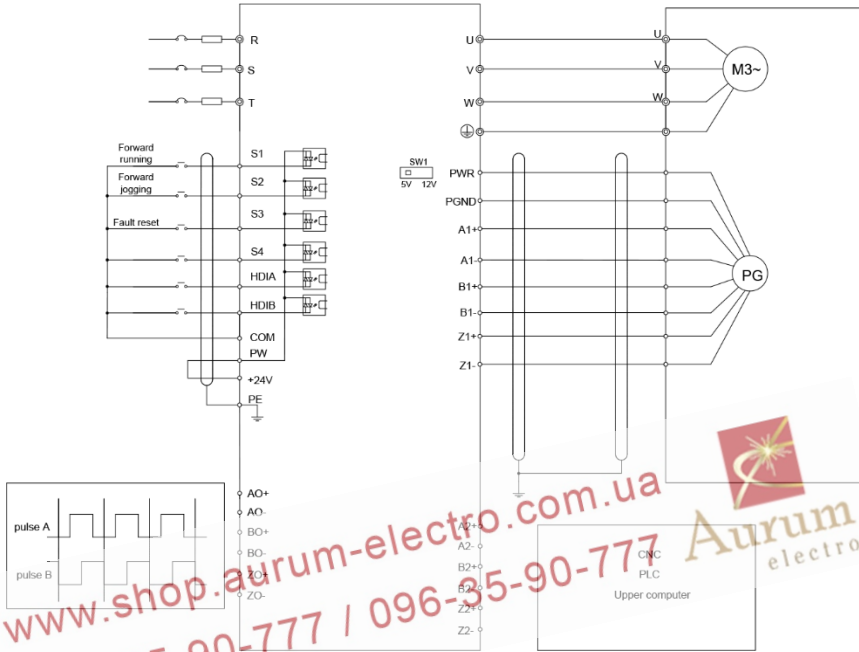 R
U
U
S
V
V
M3~
T
W
W
Forward
running
S1
Forward
jogging
S2
Fault reset
S3
S4
HDIA
HDIB
COM
PW
+24V
PE
SW1
5V 12V
PWR
PGND
A1+
A1-
B1+
B1-
Z1+
Z1-
PG
pulse A
pulse B
AO+
AO-
BO+
BO-
ZO+
ZO-
A2+
A2-
B2+
B2-
Z2+
Z2-
CNC
PLC
Upper computer
www.shop.aurum-electro.com.ua
90-777 / 096-35-90-777
Aurum
electro